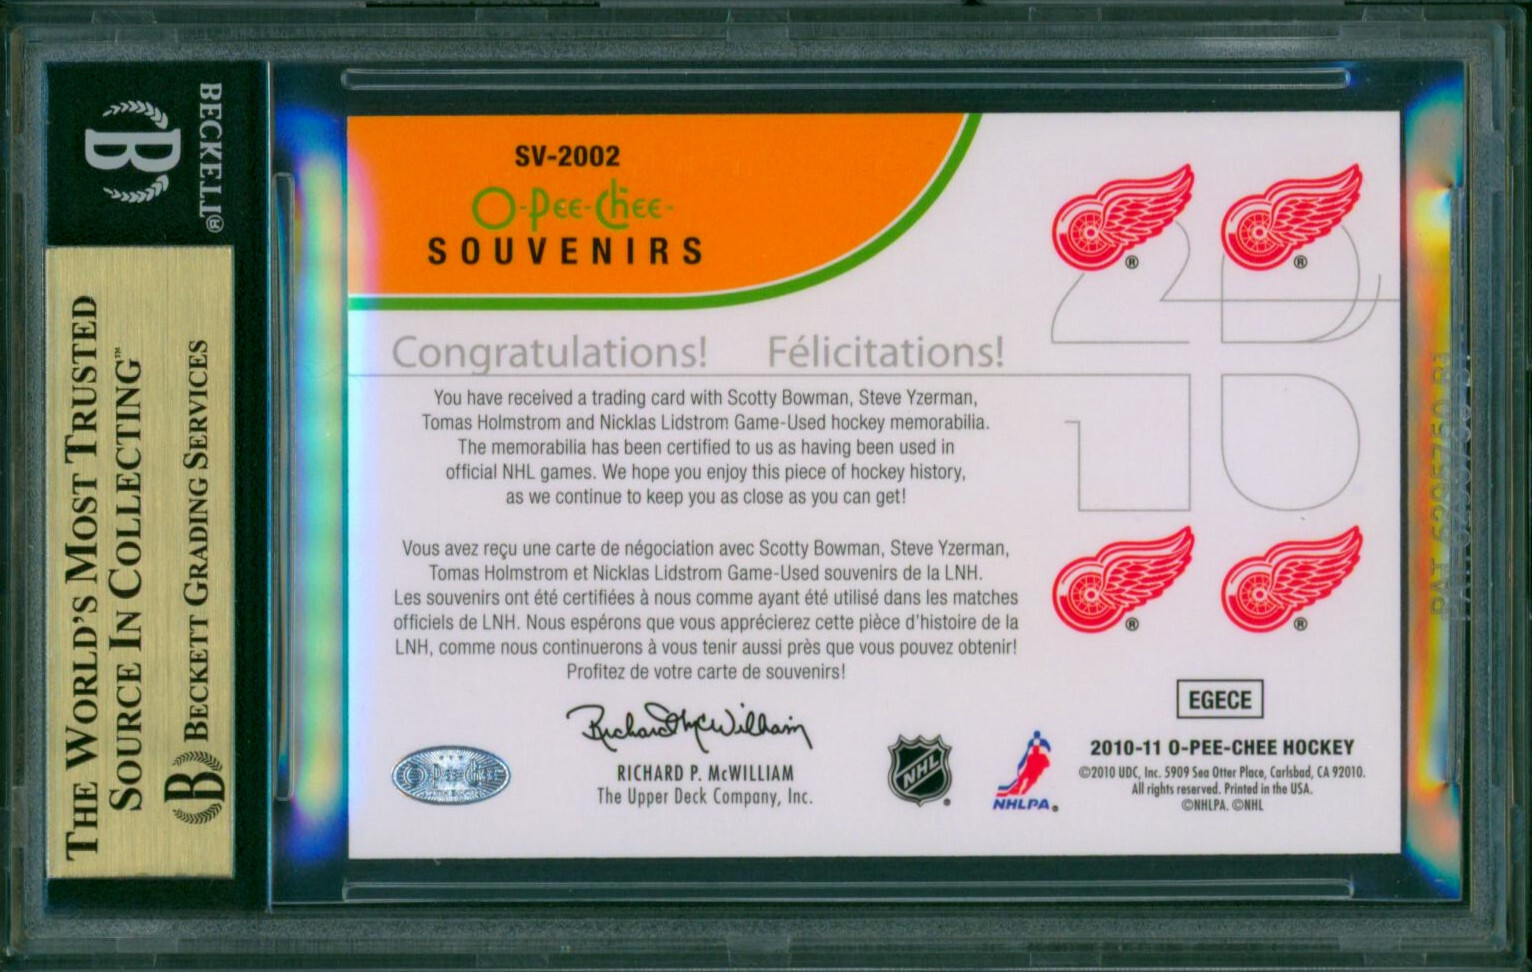 BECKETT®
B
THE WORLD'S MOST TRUSTED
SOURCE IN COLLECTING™
B BECKETT GRADING SERVICES
SV-2002
O-Pee-Chee-
SOUVENIRS
Congratulations! Félicitations!
You have received a trading card with Scotty Bowman, Steve Yzerman,
Tomas Holmstrom and Nicklas Lidstrom Game-Used hockey memorabilia.
The memorabilia has been certified to us as having been used in
official NHL games. We hope you enjoy this piece of hockey history,
as we continue to keep you as close as you can get!
Vous avez reçu une carte de négociation avec Scotty Bowman, Steve Yzerman,
Tomas Holmstrom et Nicklas Lidstrom Game-Used souvenirs de la LNH.
Les souvenirs ont été certifiées à nous comme ayant été utilisé dans les matches
officiels de LNH. Nous espérons que vous apprécierez cette pièce d'histoire de la
LNH, comme nous continuerons à vous tenir aussi près que vous pouvez obtenir!
Profitez de votre carte de souvenirs!
Richard P. McWilliam
RICHARD P. McWILLIAM
The Upper Deck Company, Inc.
O-Pee-Chee
NHL
NHLPA®
® ®
® ®
EGECE
2010-11 O-PEE-CHEE HOCKEY
©2010 UDC, Inc. 5909 Sea Otter Place, Carlsbad, CA 92010.
All rights reserved. Printed in the USA.
©NHLPA. ©NHL